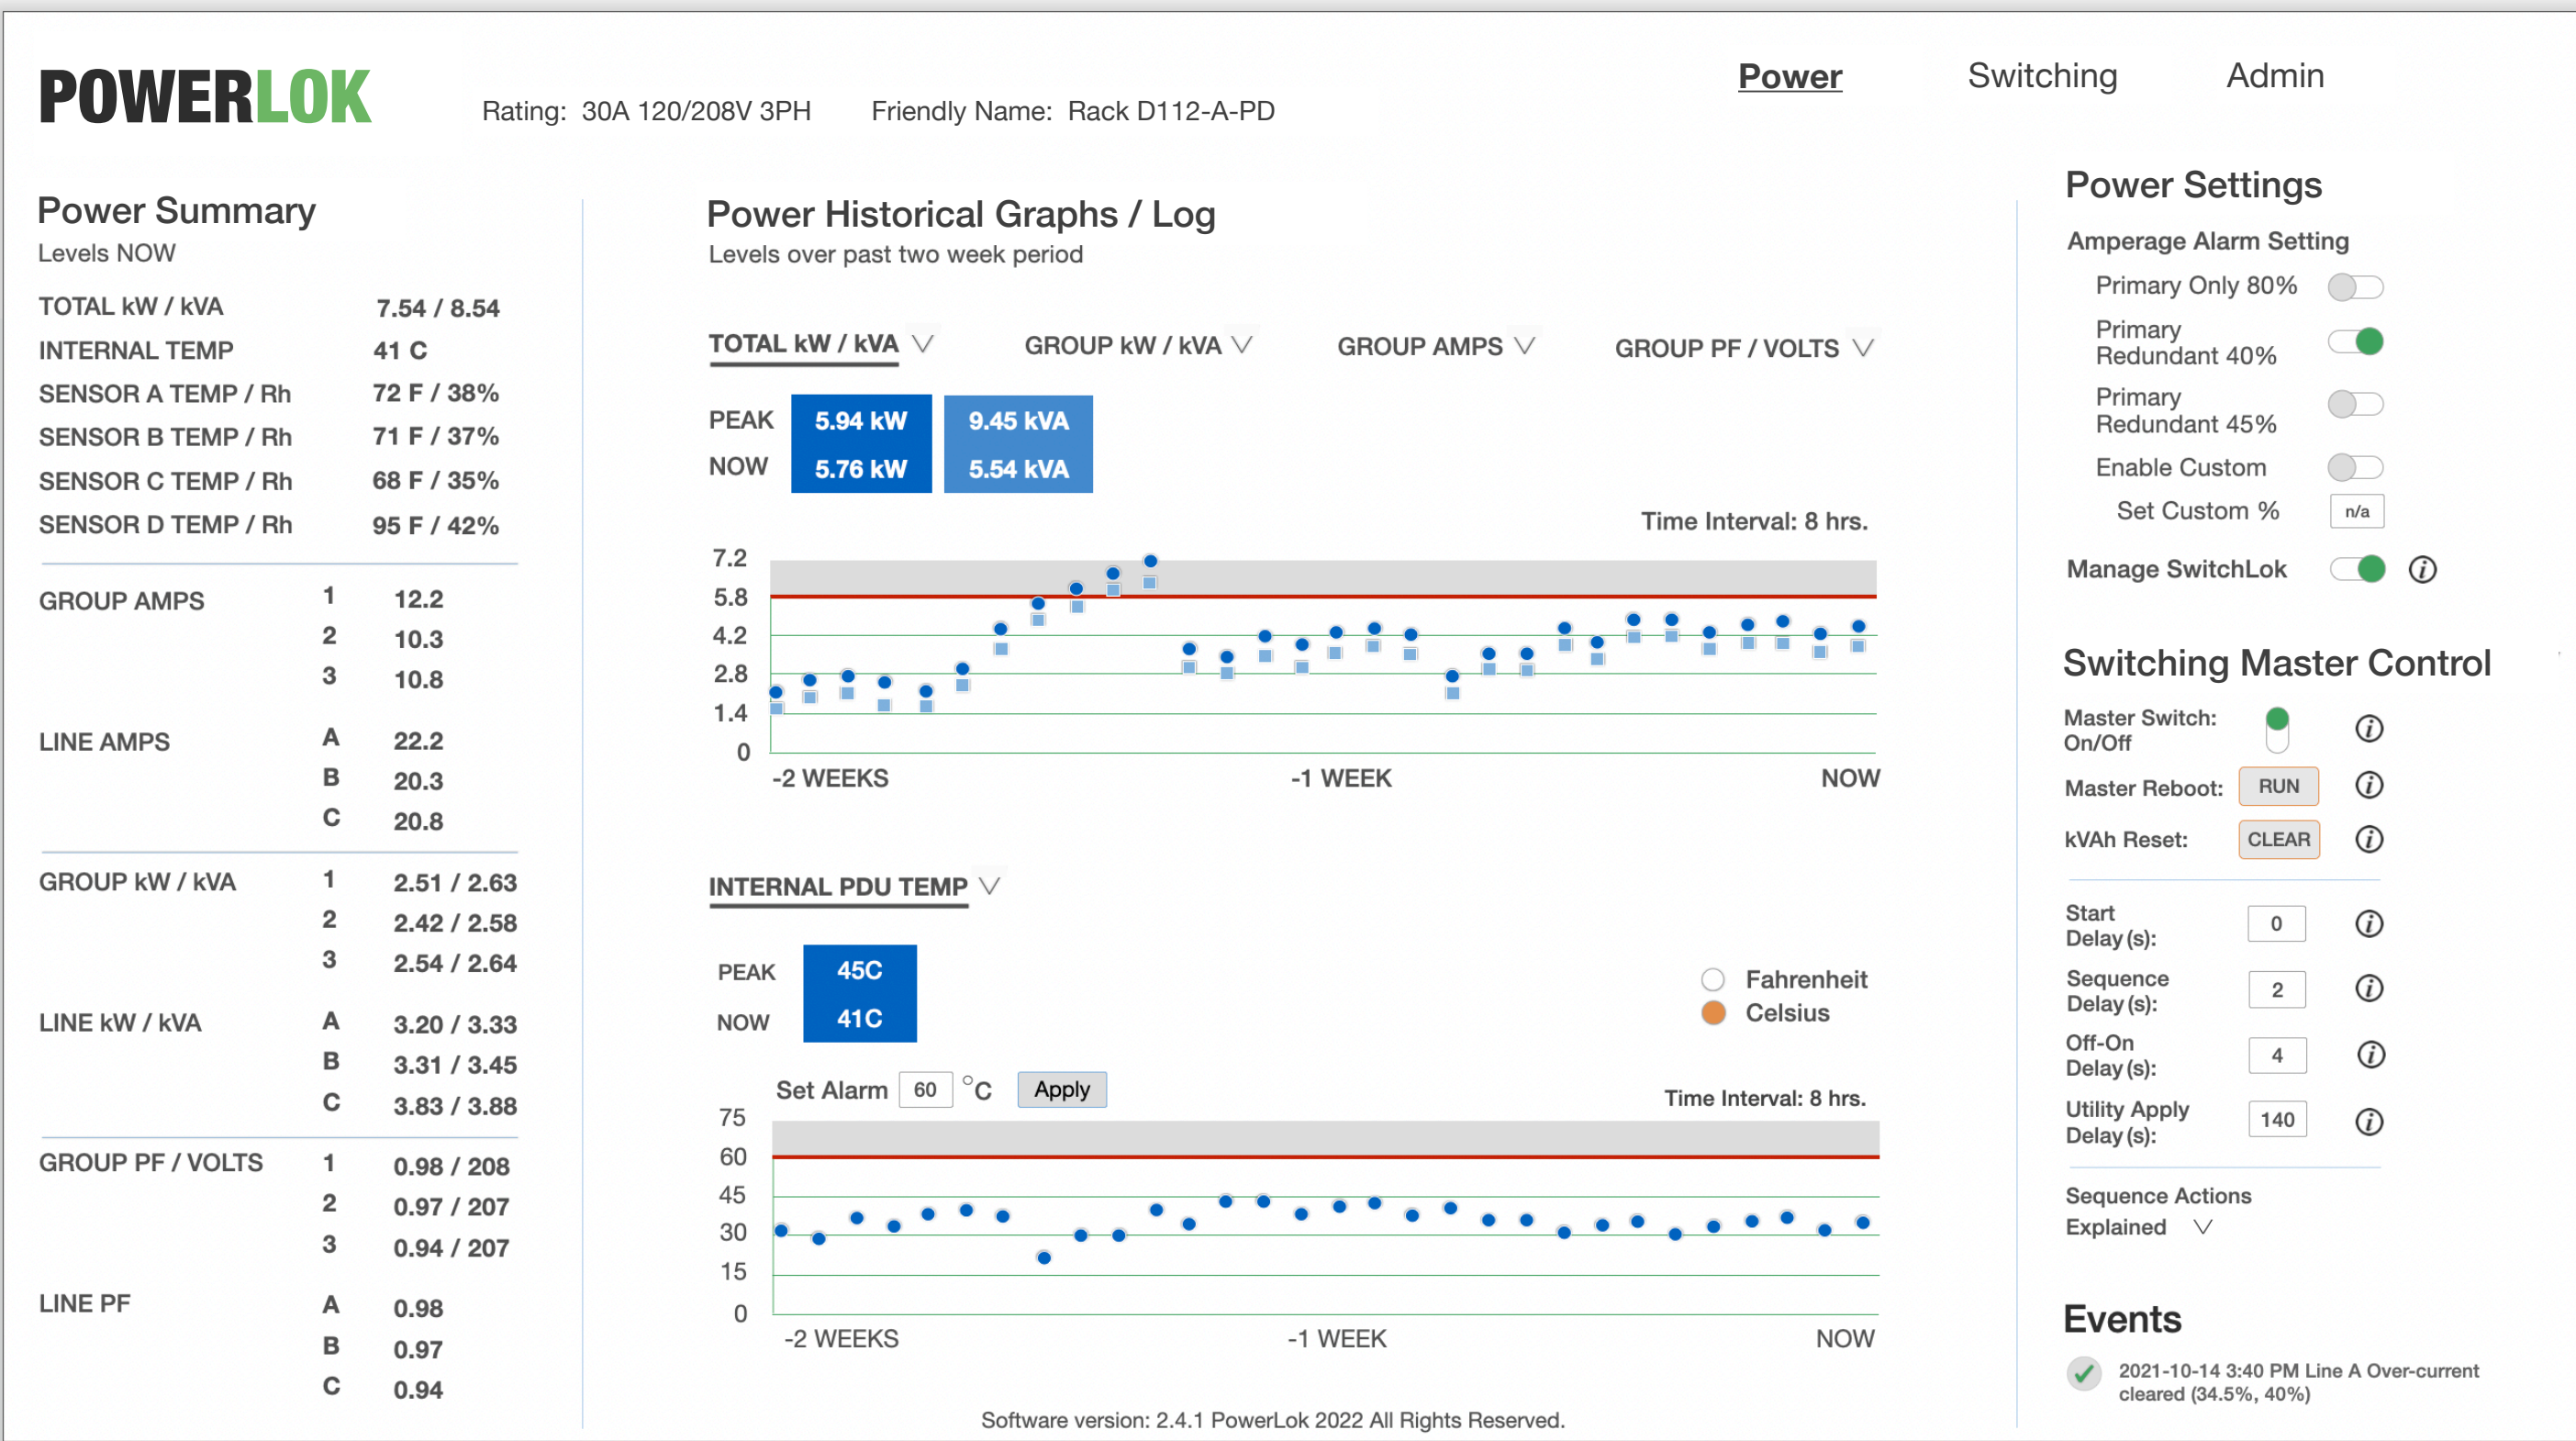 POWERLOK
Rating: 30A 120/208V 3PH
Friendly Name: Rack D112-A-PD
Power
Switching
Admin
Power Summary
Levels NOW
TOTAL kW / kVA 7.54 / 8.54
INTERNAL TEMP 41 C
SENSOR A TEMP / Rh 72 F / 38%
SENSOR B TEMP / Rh 71 F / 37%
SENSOR C TEMP / Rh 68 F / 35%
SENSOR D TEMP / Rh 95 F / 42%
GROUP AMPS 1 12.2
2 10.3
3 10.8
LINE AMPS A 22.2
B 20.3
C 20.8
GROUP kW / kVA 1 2.51 / 2.63
2 2.42 / 2.58
3 2.54 / 2.64
LINE kW / kVA A 3.20 / 3.33
B 3.31 / 3.45
C 3.83 / 3.88
GROUP PF / VOLTS 1 0.98 / 208
2 0.97 / 207
3 0.94 / 207
LINE PF A 0.98
B 0.97
C 0.94
Power Historical Graphs / Log
Levels over past two week period
TOTAL kW / kVA
GROUP kW / kVA
GROUP AMPS
GROUP PF / VOLTS
PEAK 5.94 kW 9.45 kVA
NOW 5.76 kW 5.54 kVA
Time Interval: 8 hrs.
7.2
5.8
4.2
2.8
1.4
0
-2 WEEKS -1 WEEK NOW
INTERNAL PDU TEMP
PEAK 45C
NOW 41C
Fahrenheit
Celsius
Set Alarm 60 °C Apply
Time Interval: 8 hrs.
75
60
45
30
15
0
-2 WEEKS -1 WEEK NOW
Software version: 2.4.1 PowerLok 2022 All Rights Reserved.
Power Settings
Amperage Alarm Setting
Primary Only 80%
Primary
Redundant 40%
Primary
Redundant 45%
Enable Custom
Set Custom % n/a
Manage SwitchLok i
Switching Master Control
Master Switch:
On/Off i
Master Reboot: RUN i
kVAh Reset: CLEAR i
Start
Delay (s): 0 i
Sequence
Delay (s): 2 i
Off-On
Delay (s): 4 i
Utility Apply
Delay (s): 140 i
Sequence Actions
Explained
Events
2021-10-14 3:40 PM Line A Over-current
cleared (34.5%, 40%)